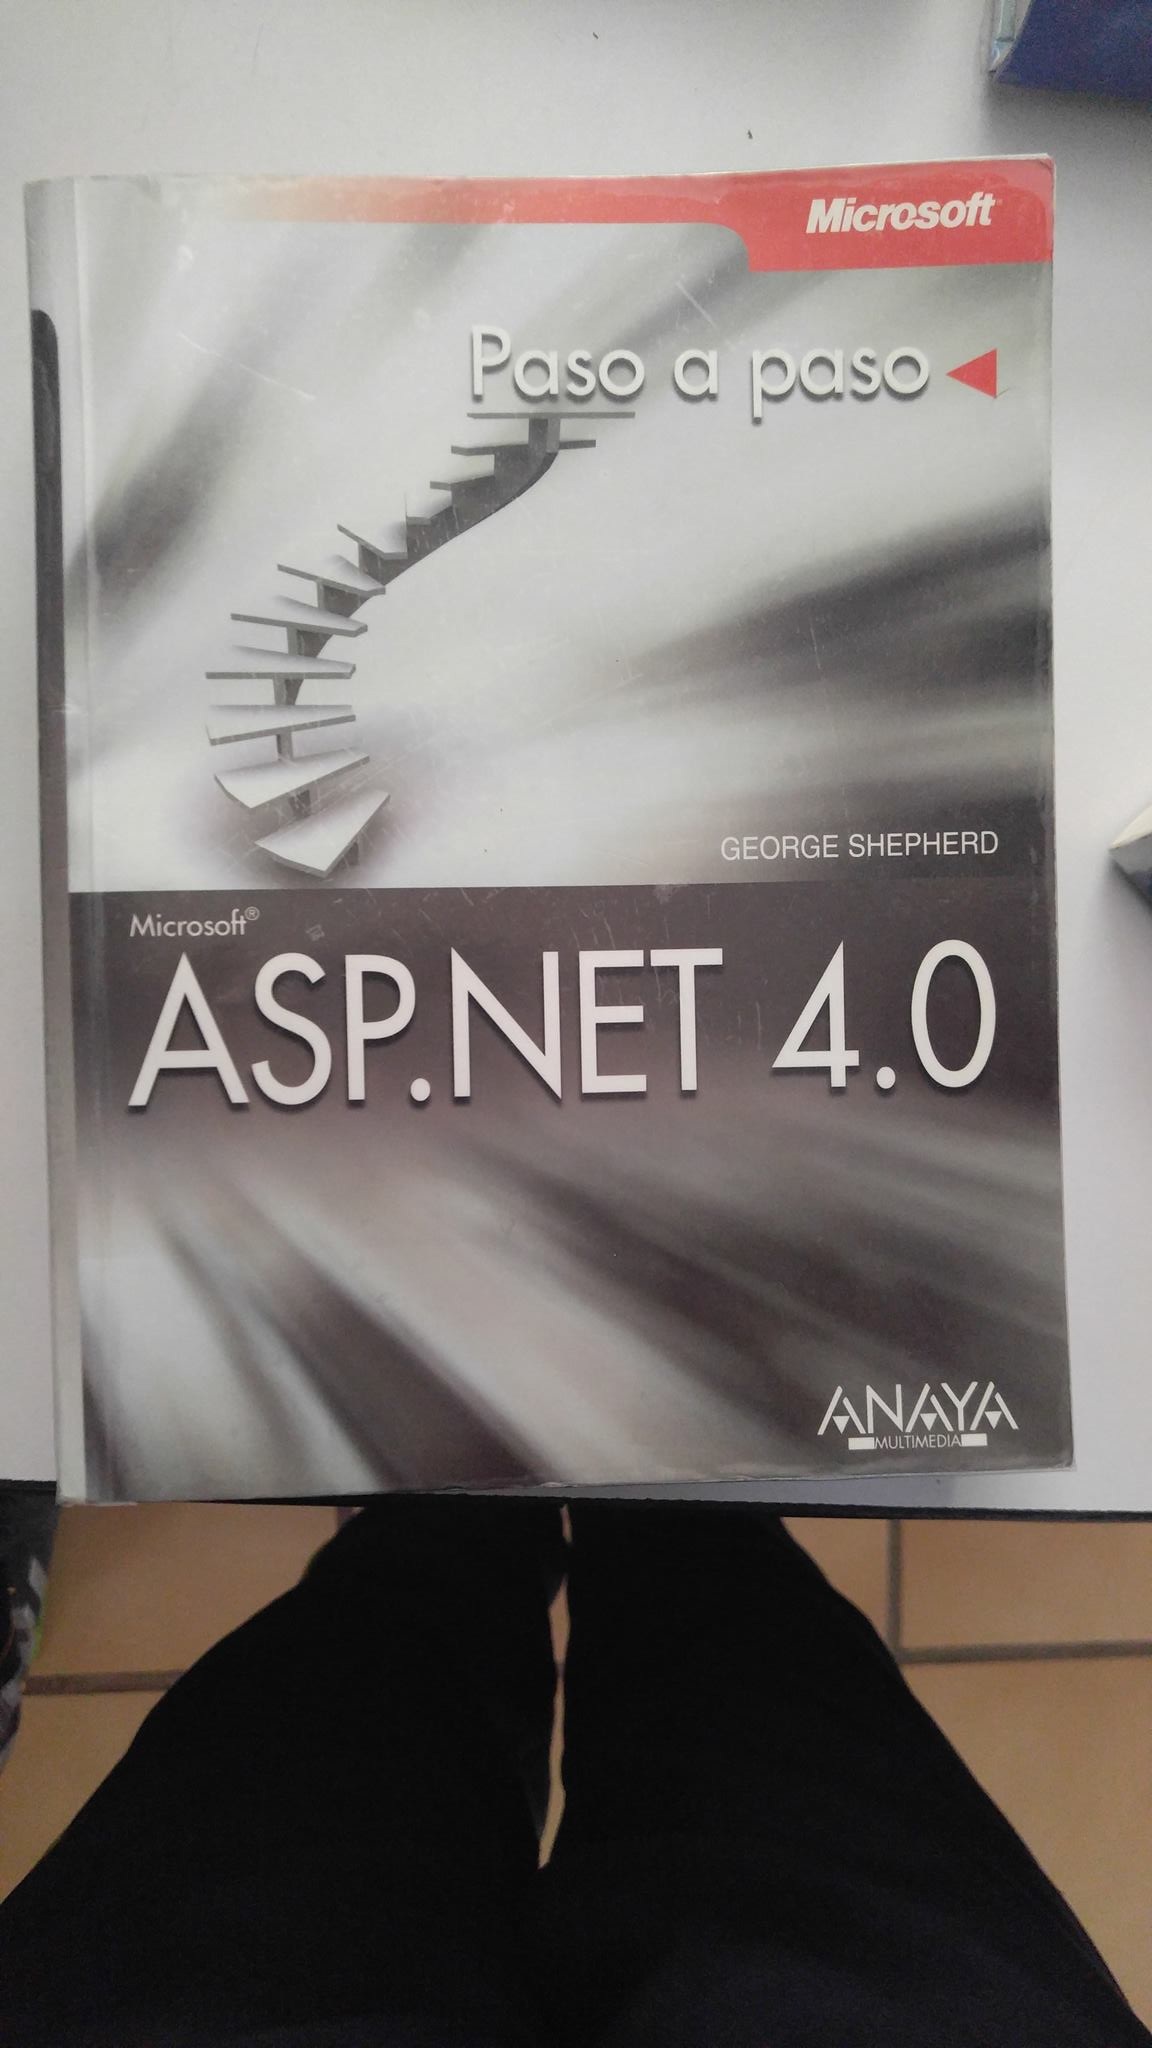 Microsoft
Paso a paso
GEORGE SHEPHERD
Microsoft®
ASP.NET 4.0
ANAYA
MULTIMEDIA